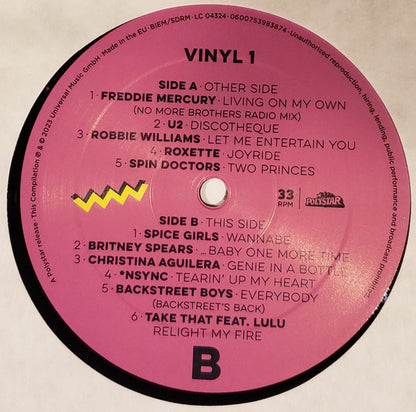 VINYL 1
SIDE A · OTHER SIDE
1 · FREDDIE MERCURY · LIVING ON MY OWN
(NO MORE BROTHERS RADIO MIX)
2 · U2 · DISCOTHEQUE
3 · ROBBIE WILLIAMS · LET ME ENTERTAIN YOU
4 · ROXETTE · JOYRIDE
5 · SPIN DOCTORS · TWO PRINCES
33
RPM
POLYSTAR
SIDE B · THIS SIDE
1 · SPICE GIRLS · WANNABE
2 · BRITNEY SPEARS · ... BABY ONE MORE TIME
3 · CHRISTINA AGUILERA · GENIE IN A BOTTLE
4 · *NSYNC · TEARIN' UP MY HEART
5 · BACKSTREET BOYS · EVERYBODY
(BACKSTREET'S BACK)
6 · TAKE THAT FEAT. LULU
RELIGHT MY FIRE
B
A Polystar release · This Compilation ℗ & © 2023 Universal Music GmbH · Made in the EU · BIEM/SDRM · LC 04324 · 0600753983874 · Unauthorized reproduction, hiring, lending, public performance and broadcasting prohibited.